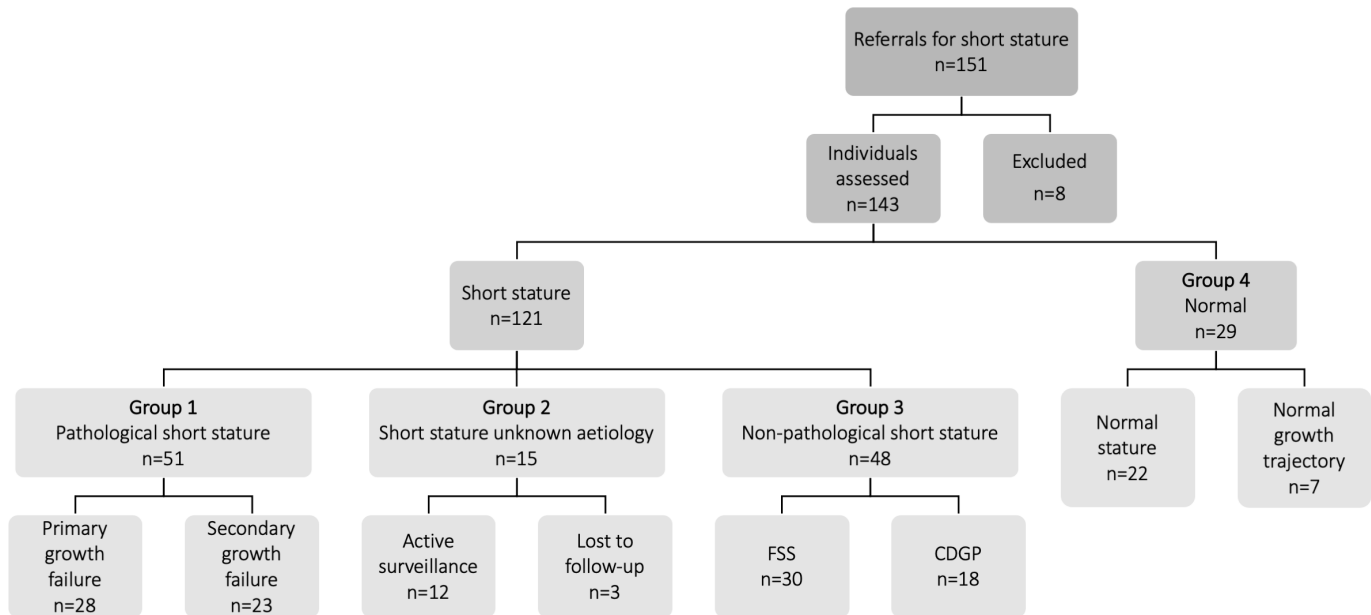 Referrals for short stature
n=151
Individuals
assessed
n=143
Excluded
n=8
Short stature
n=121
Group 4
Normal
n=29
Group 1
Pathological short stature
n=51
Group 2
Short stature unknown aetiology
n=15
Group 3
Non-pathological short stature
n=48
Normal
stature
n=22
Normal
growth
trajectory
n=7
Primary
growth
failure
n=28
Secondary
growth
failure
n=23
Active
surveillance
n=12
Lost to
follow-up
n=3
FSS
n=30
CDGP
n=18